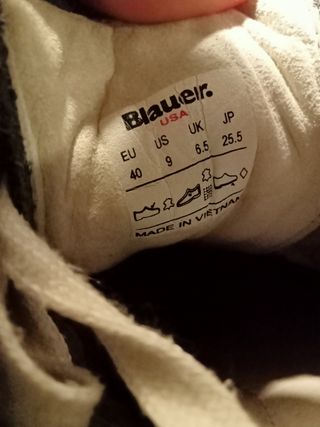 Blauer.
USA
EU US UK JP
40 9 6.5 25.5
MADE IN VIETNAM